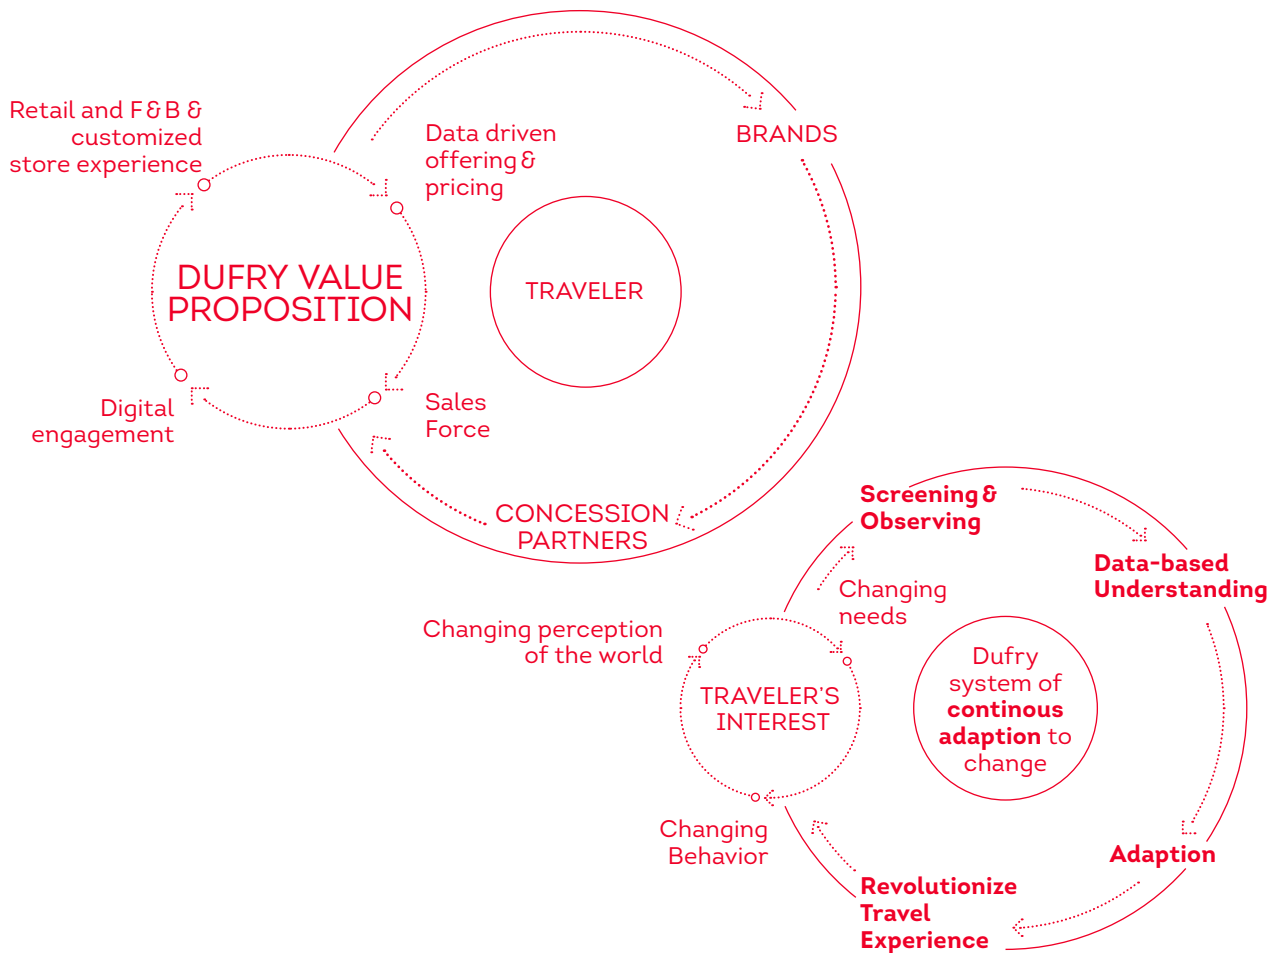 Retail and F & B &
customized
store experience
Data driven
offering &
pricing
BRANDS
DUFRY VALUE
PROPOSITION
TRAVELER
Digital
engagement
Sales
Force
CONCESSION
PARTNERS
Screening &
Observing
Data-based
Understanding
Changing
needs
Changing perception
of the world
TRAVELER'S
INTEREST
Dufry
system of
continous
adaption to
change
Changing
Behavior
Adaption
Revolutionize
Travel
Experience